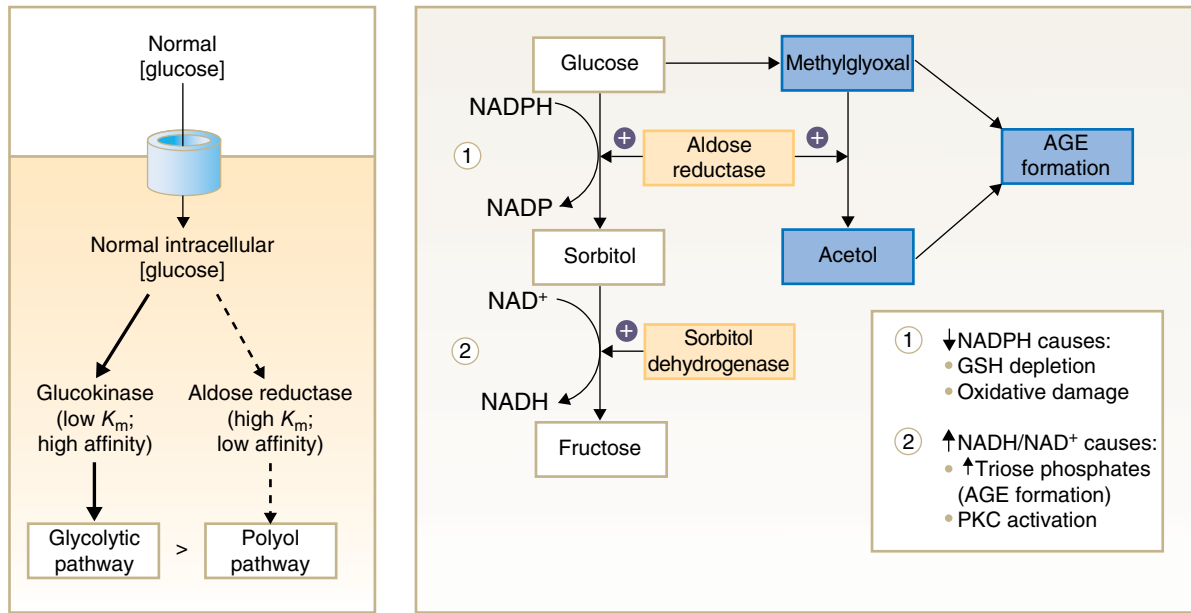 Normal
[glucose]
Normal intracellular
[glucose]
Glucokinase
(low Km;
high affinity)
Aldose reductase
(high Km;
low affinity)
Glycolytic
pathway
>
Polyol
pathway
Glucose
Methylglyoxal
NADPH
1
+
Aldose
reductase
+
AGE
formation
NADP
Sorbitol
Acetol
NAD⁺
2
+
Sorbitol
dehydrogenase
NADH
Fructose
1 ↓NADPH causes:
• GSH depletion
• Oxidative damage
2 ↑NADH/NAD⁺ causes:
• ↑Triose phosphates
(AGE formation)
• PKC activation